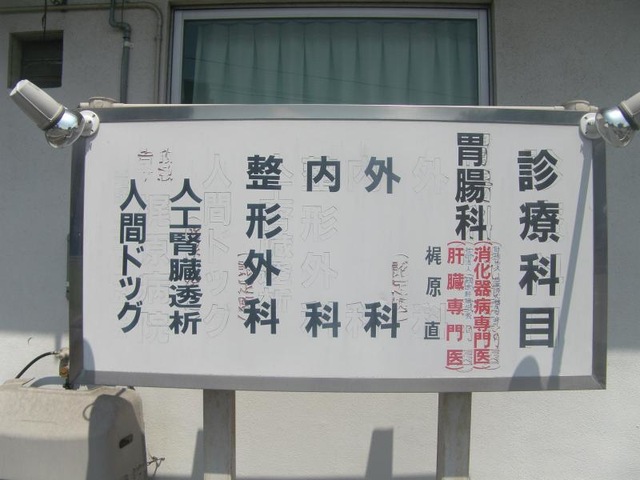 診療科目
胃腸科
消化器病専門医
肝臓専門医
梶原直
外科
内科
整形外科
人工腎臓透析
人間ドック